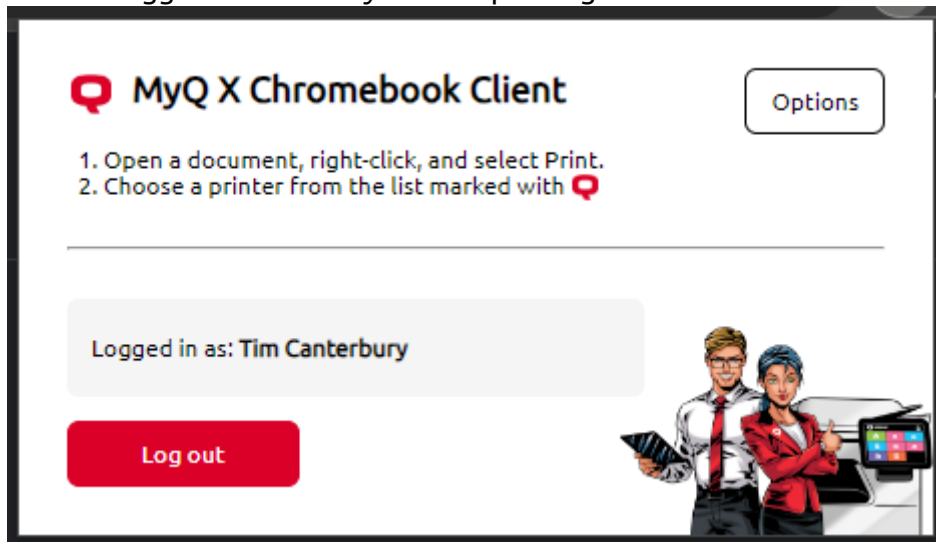 MyQ X Chromebook Client
Options
1. Open a document, right-click, and select Print.
2. Choose a printer from the list marked with
Logged in as: Tim Canterbury
Log out